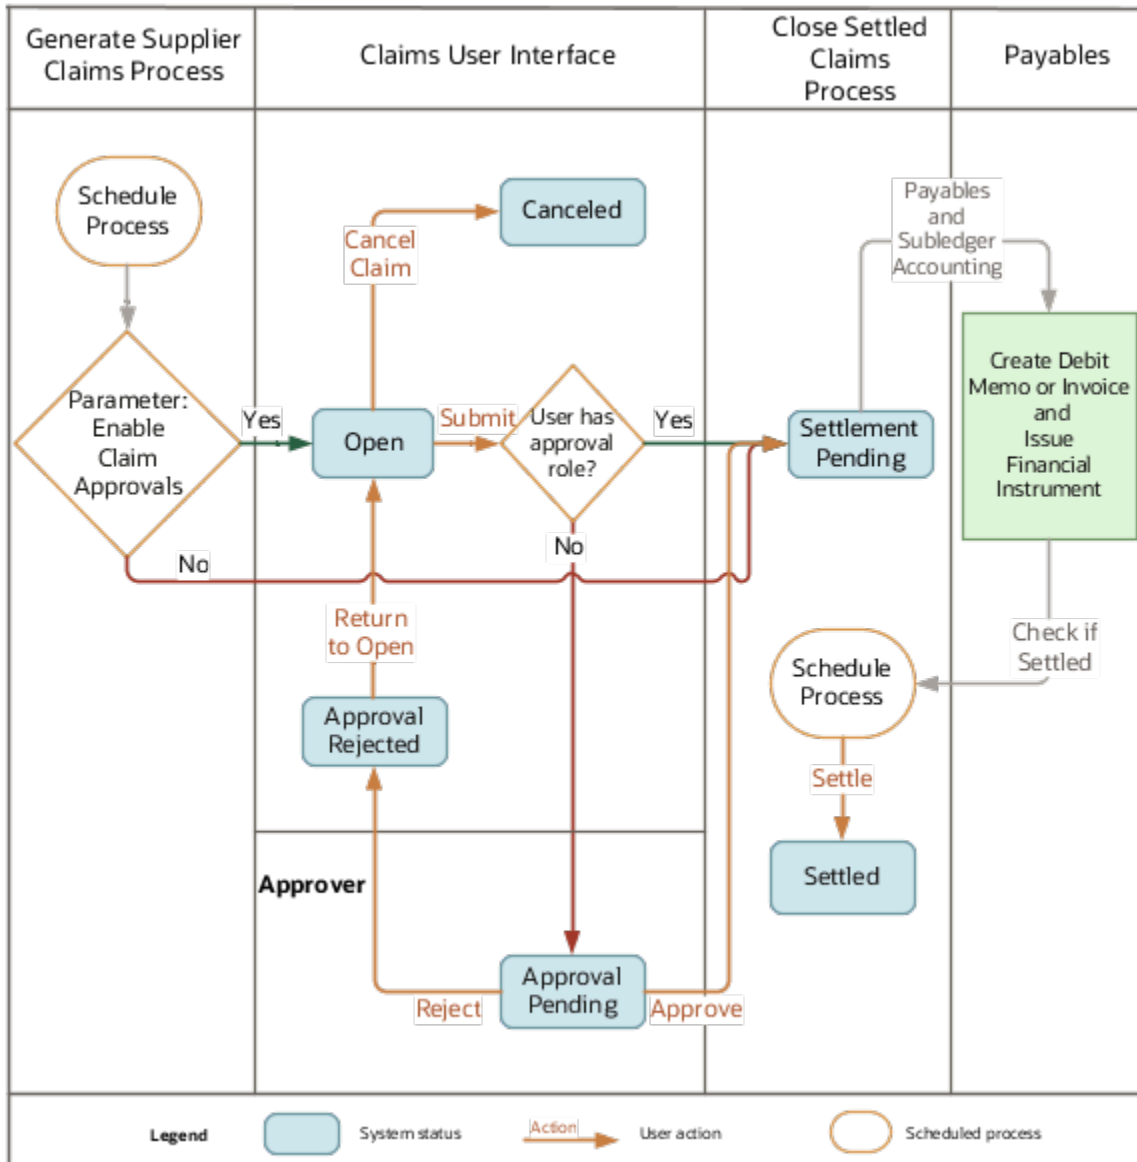 Generate Supplier
Claims Process
Claims User Interface
Close Settled
Claims
Process
Payables
Schedule
Process
Canceled
Cancel
Claim
Payables
and
Subledger
Accounting
Parameter:
Enable
Claim
Approvals
Yes
Open
Submit
User has
approval
role?
Yes
Settlement
Pending
Create Debit
Memo or Invoice
and
Issue
Financial
Instrument
No
No
Return
to Open
Check if
Settled
Schedule
Process
Approval
Rejected
Settle
Settled
Approver
Approval
Pending
Reject
Approve
Legend
System status
Action
User action
Scheduled process